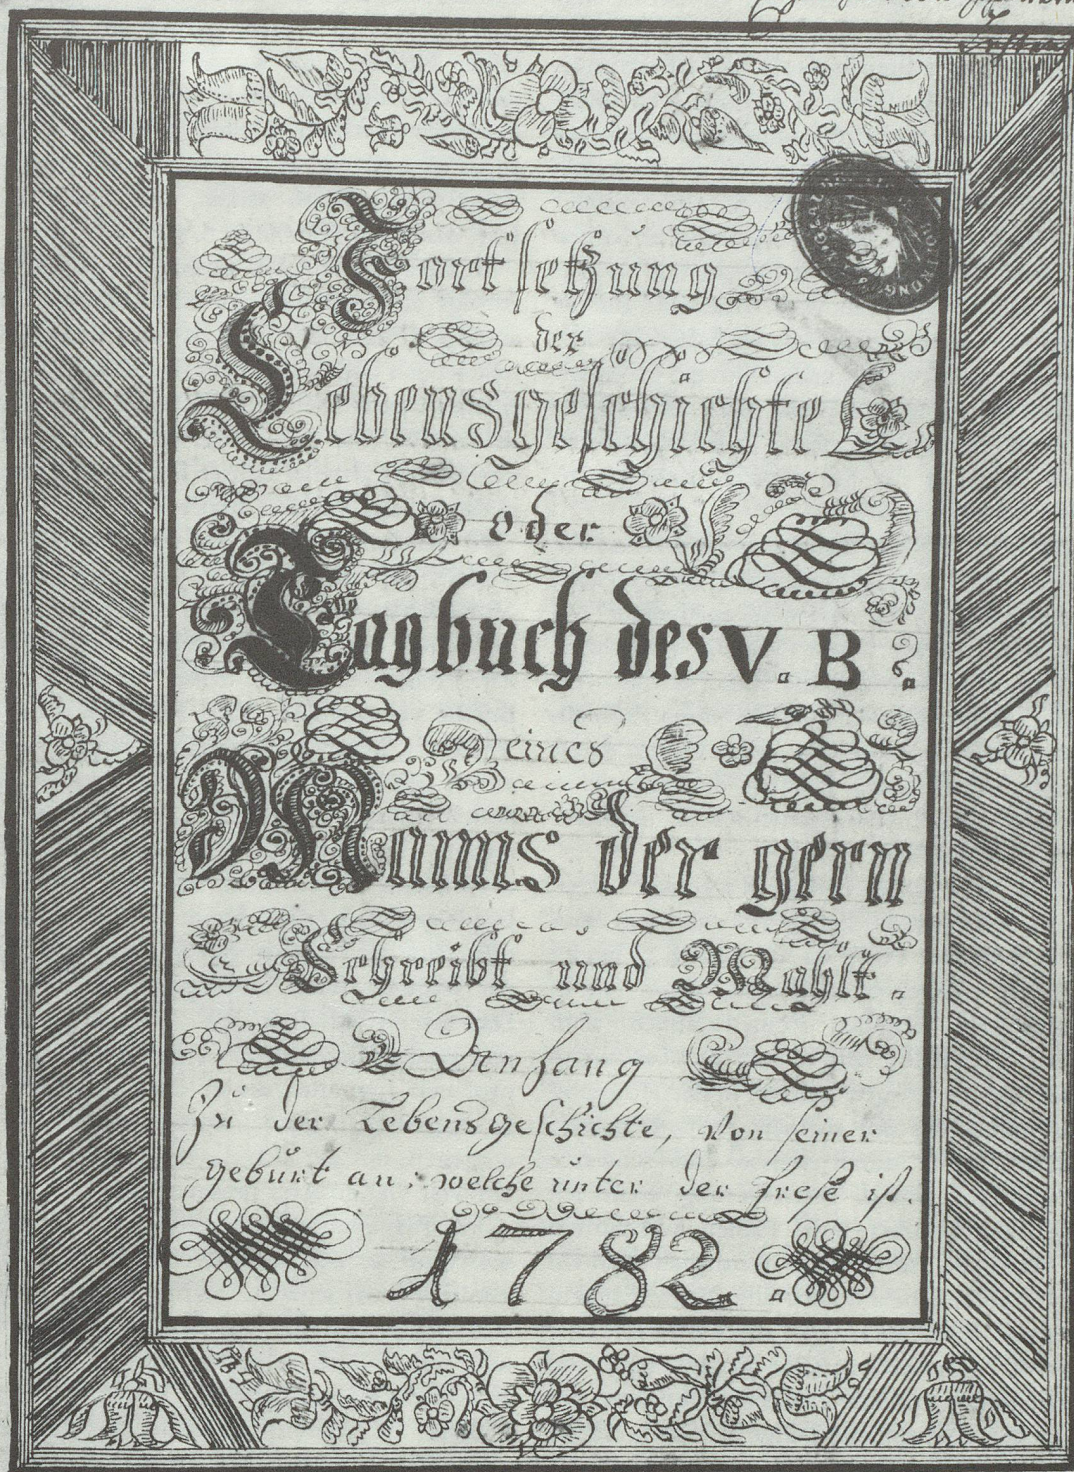 Fortsetzung
der
Lebensgeschichte
oder
Tagbuch des V. B.
eines
Manns der gern
Schreibt und Mahlt.
Anfang
Zu der Lebensgeschichte, von seiner
geburt an, welche unter der Preße ist.
1782.